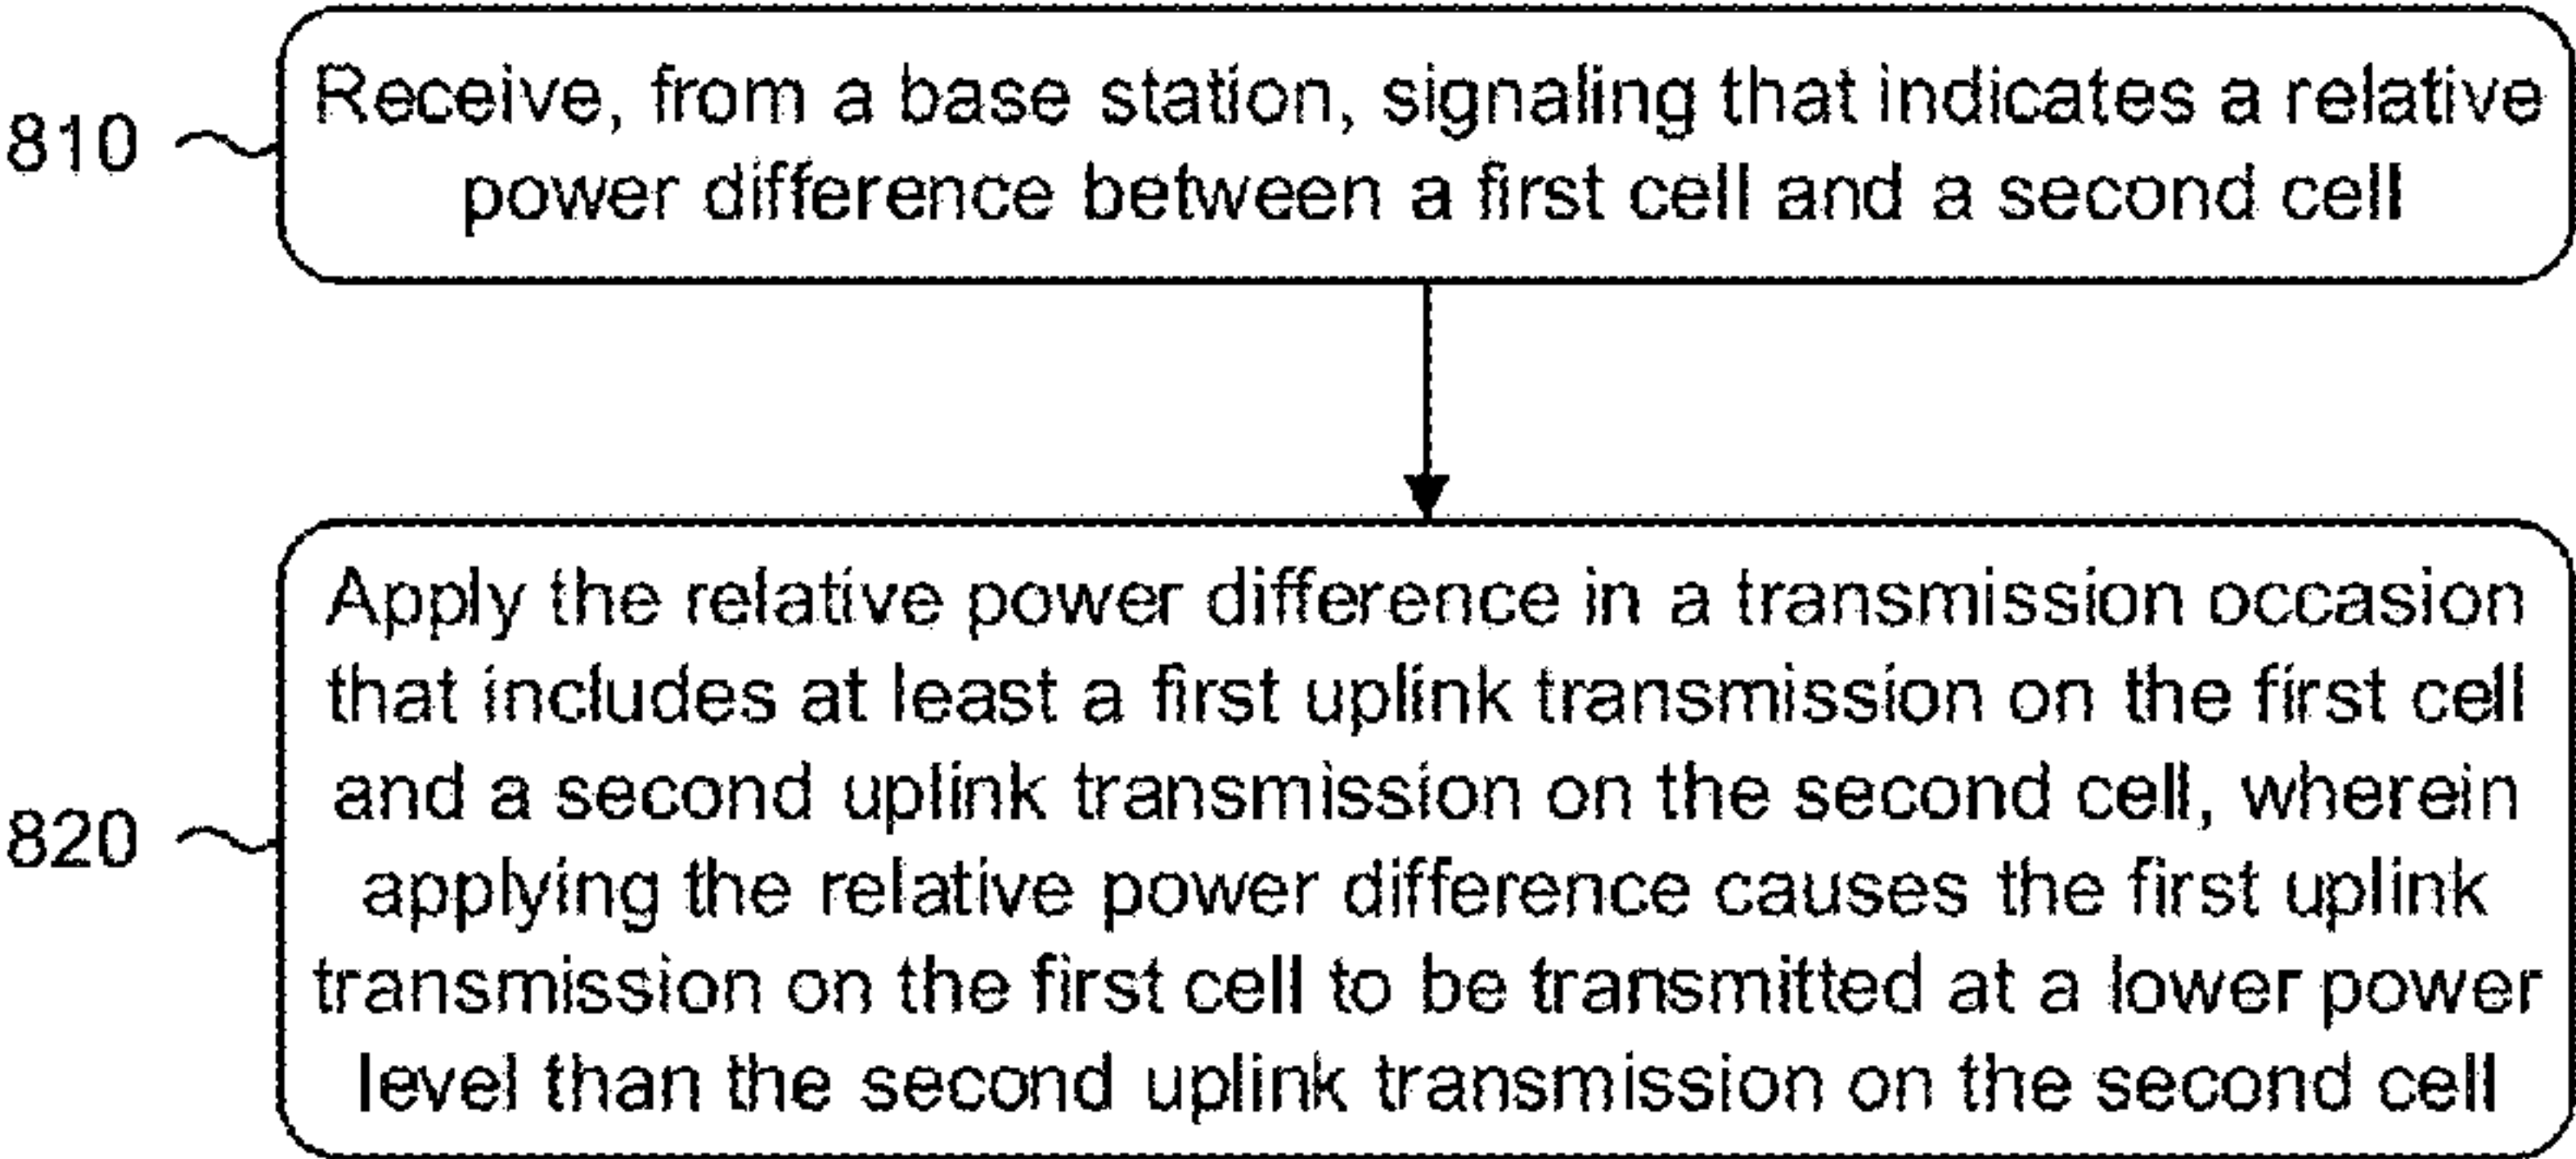 810
Receive, from a base station, signaling that indicates a relative
power difference between a first cell and a second cell
820
Apply the relative power difference in a transmission occasion
that includes at least a first uplink transmission on the first cell
and a second uplink transmission on the second cell, wherein
applying the relative power difference causes the first uplink
transmission on the first cell to be transmitted at a lower power
level than the second uplink transmission on the second cell